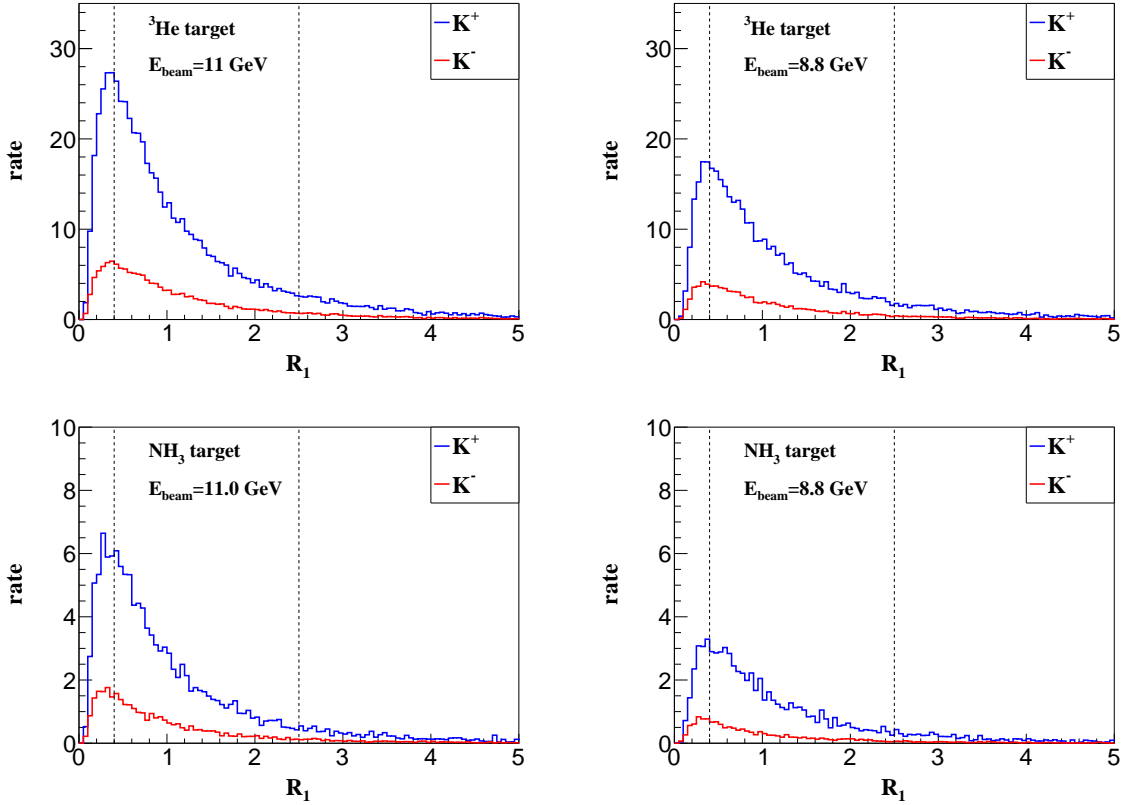 ³He target
E_beam=11 GeV
K⁺
K⁻
rate
30
20
10
0
0 1 2 3 4 5
R₁
³He target
E_beam=8.8 GeV
K⁺
K⁻
rate
30
20
10
0
0 1 2 3 4 5
R₁
NH₃ target
E_beam=11.0 GeV
K⁺
K⁻
rate
10
8
6
4
2
0
0 1 2 3 4 5
R₁
NH₃ target
E_beam=8.8 GeV
K⁺
K⁻
rate
10
8
6
4
2
0
0 1 2 3 4 5
R₁